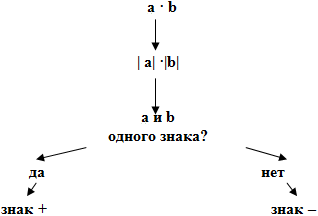 a · b
| a| ·|b|
a и b
одного знака?
да
нет
знак +
знак –